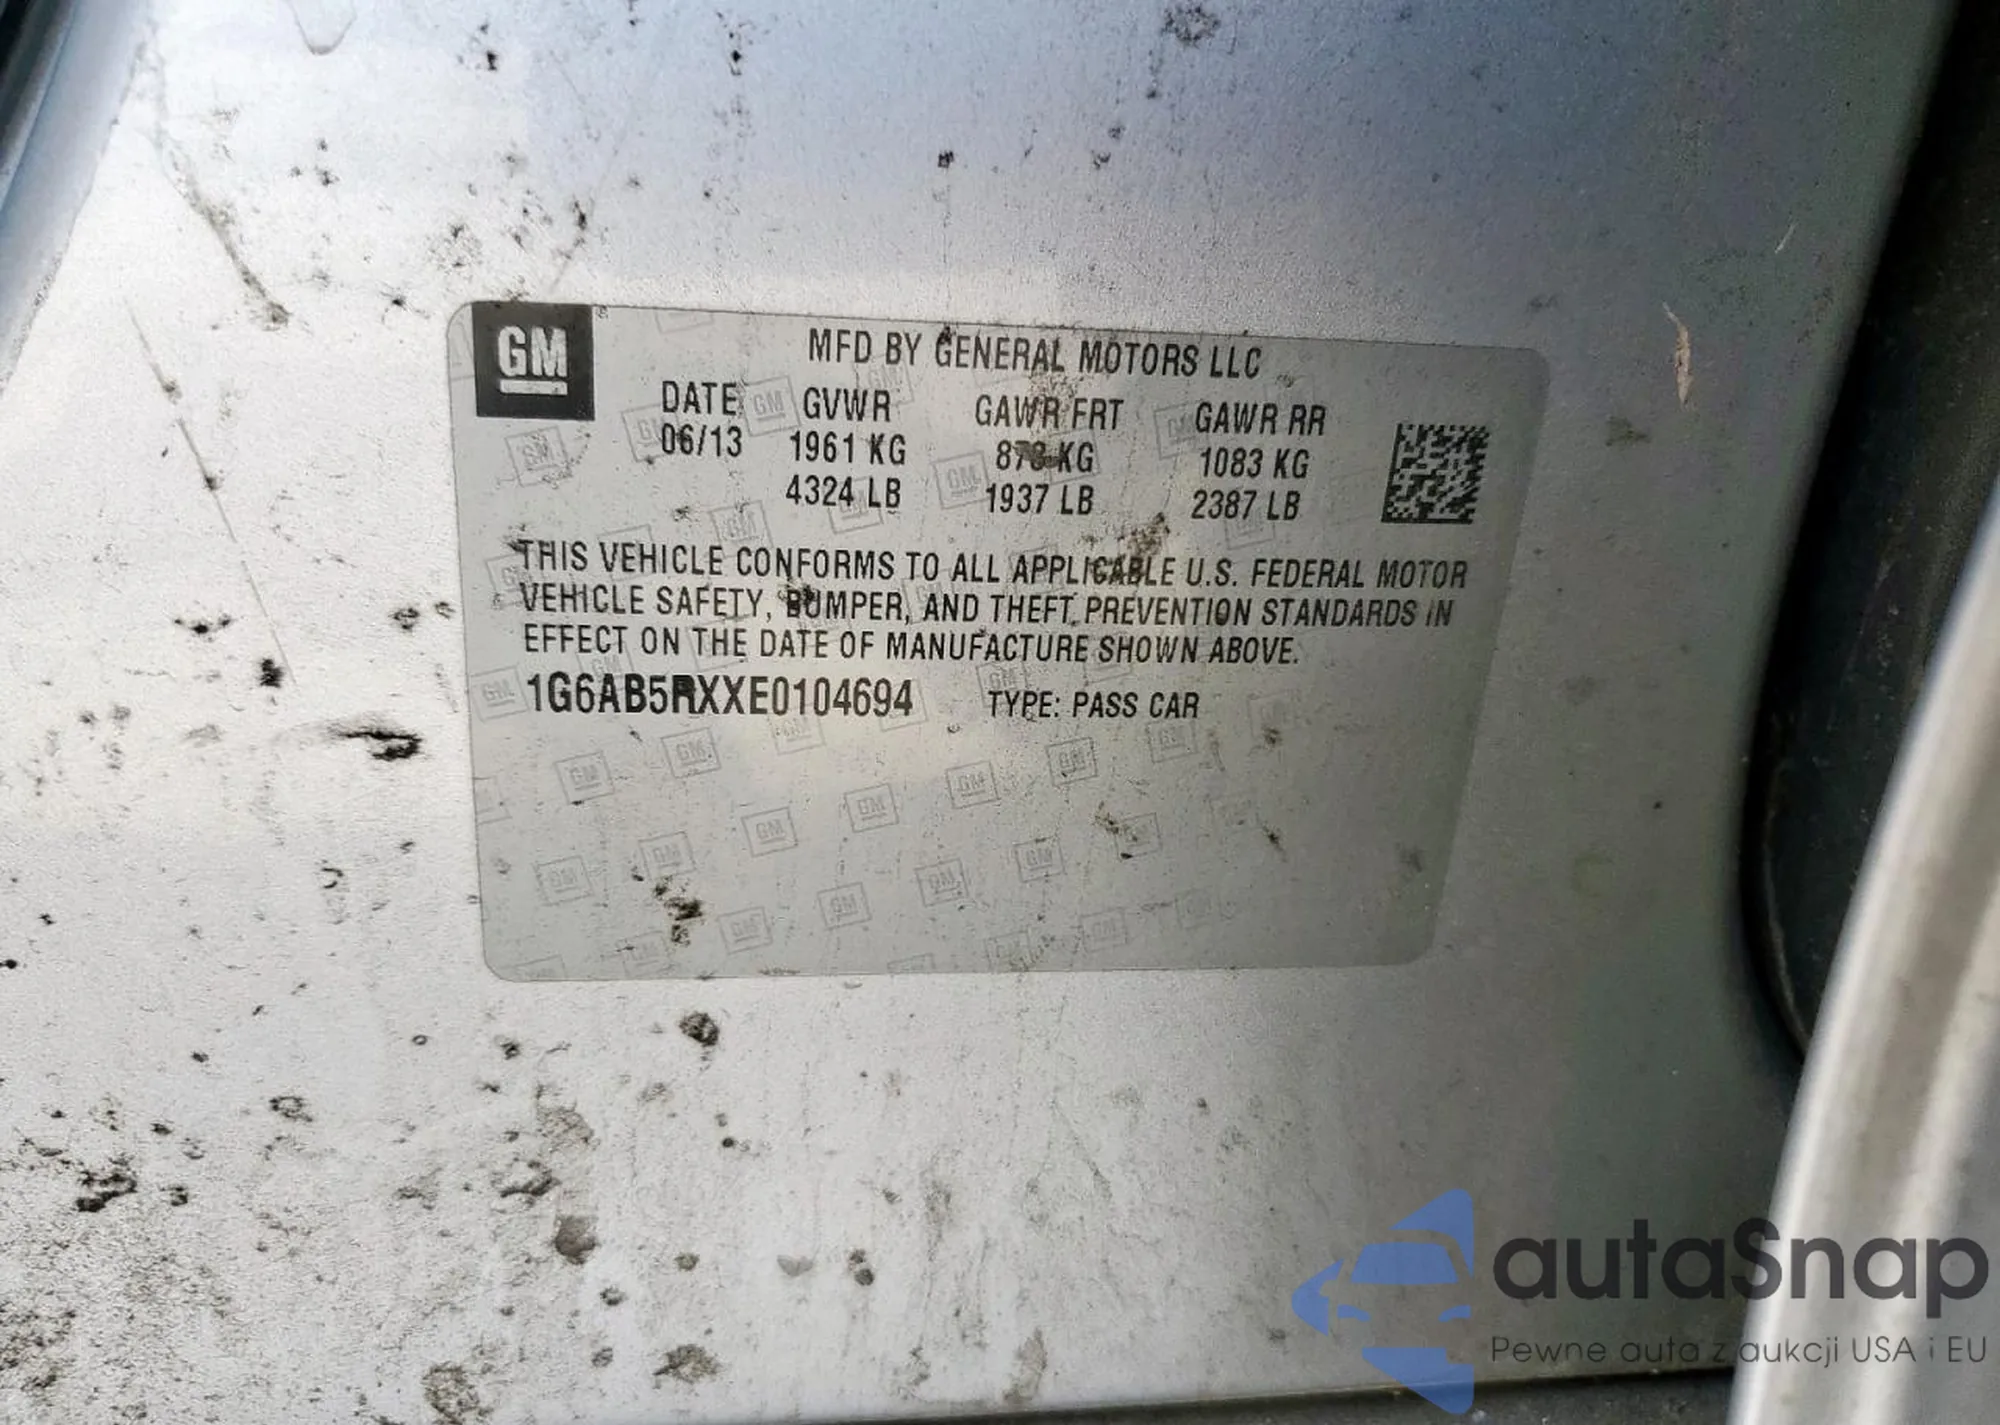 GM
MFD BY GENERAL MOTORS LLC
DATE GVWR GAWR FRT GAWR RR
06/13 1961 KG 878 KG 1083 KG
4324 LB 1937 LB 2387 LB
THIS VEHICLE CONFORMS TO ALL APPLICABLE U.S. FEDERAL MOTOR
VEHICLE SAFETY, BUMPER, AND THEFT PREVENTION STANDARDS IN
EFFECT ON THE DATE OF MANUFACTURE SHOWN ABOVE.
1G6AB5RXXE0104694 TYPE: PASS CAR
autaSnap
Pewne auta z aukcji USA i EU